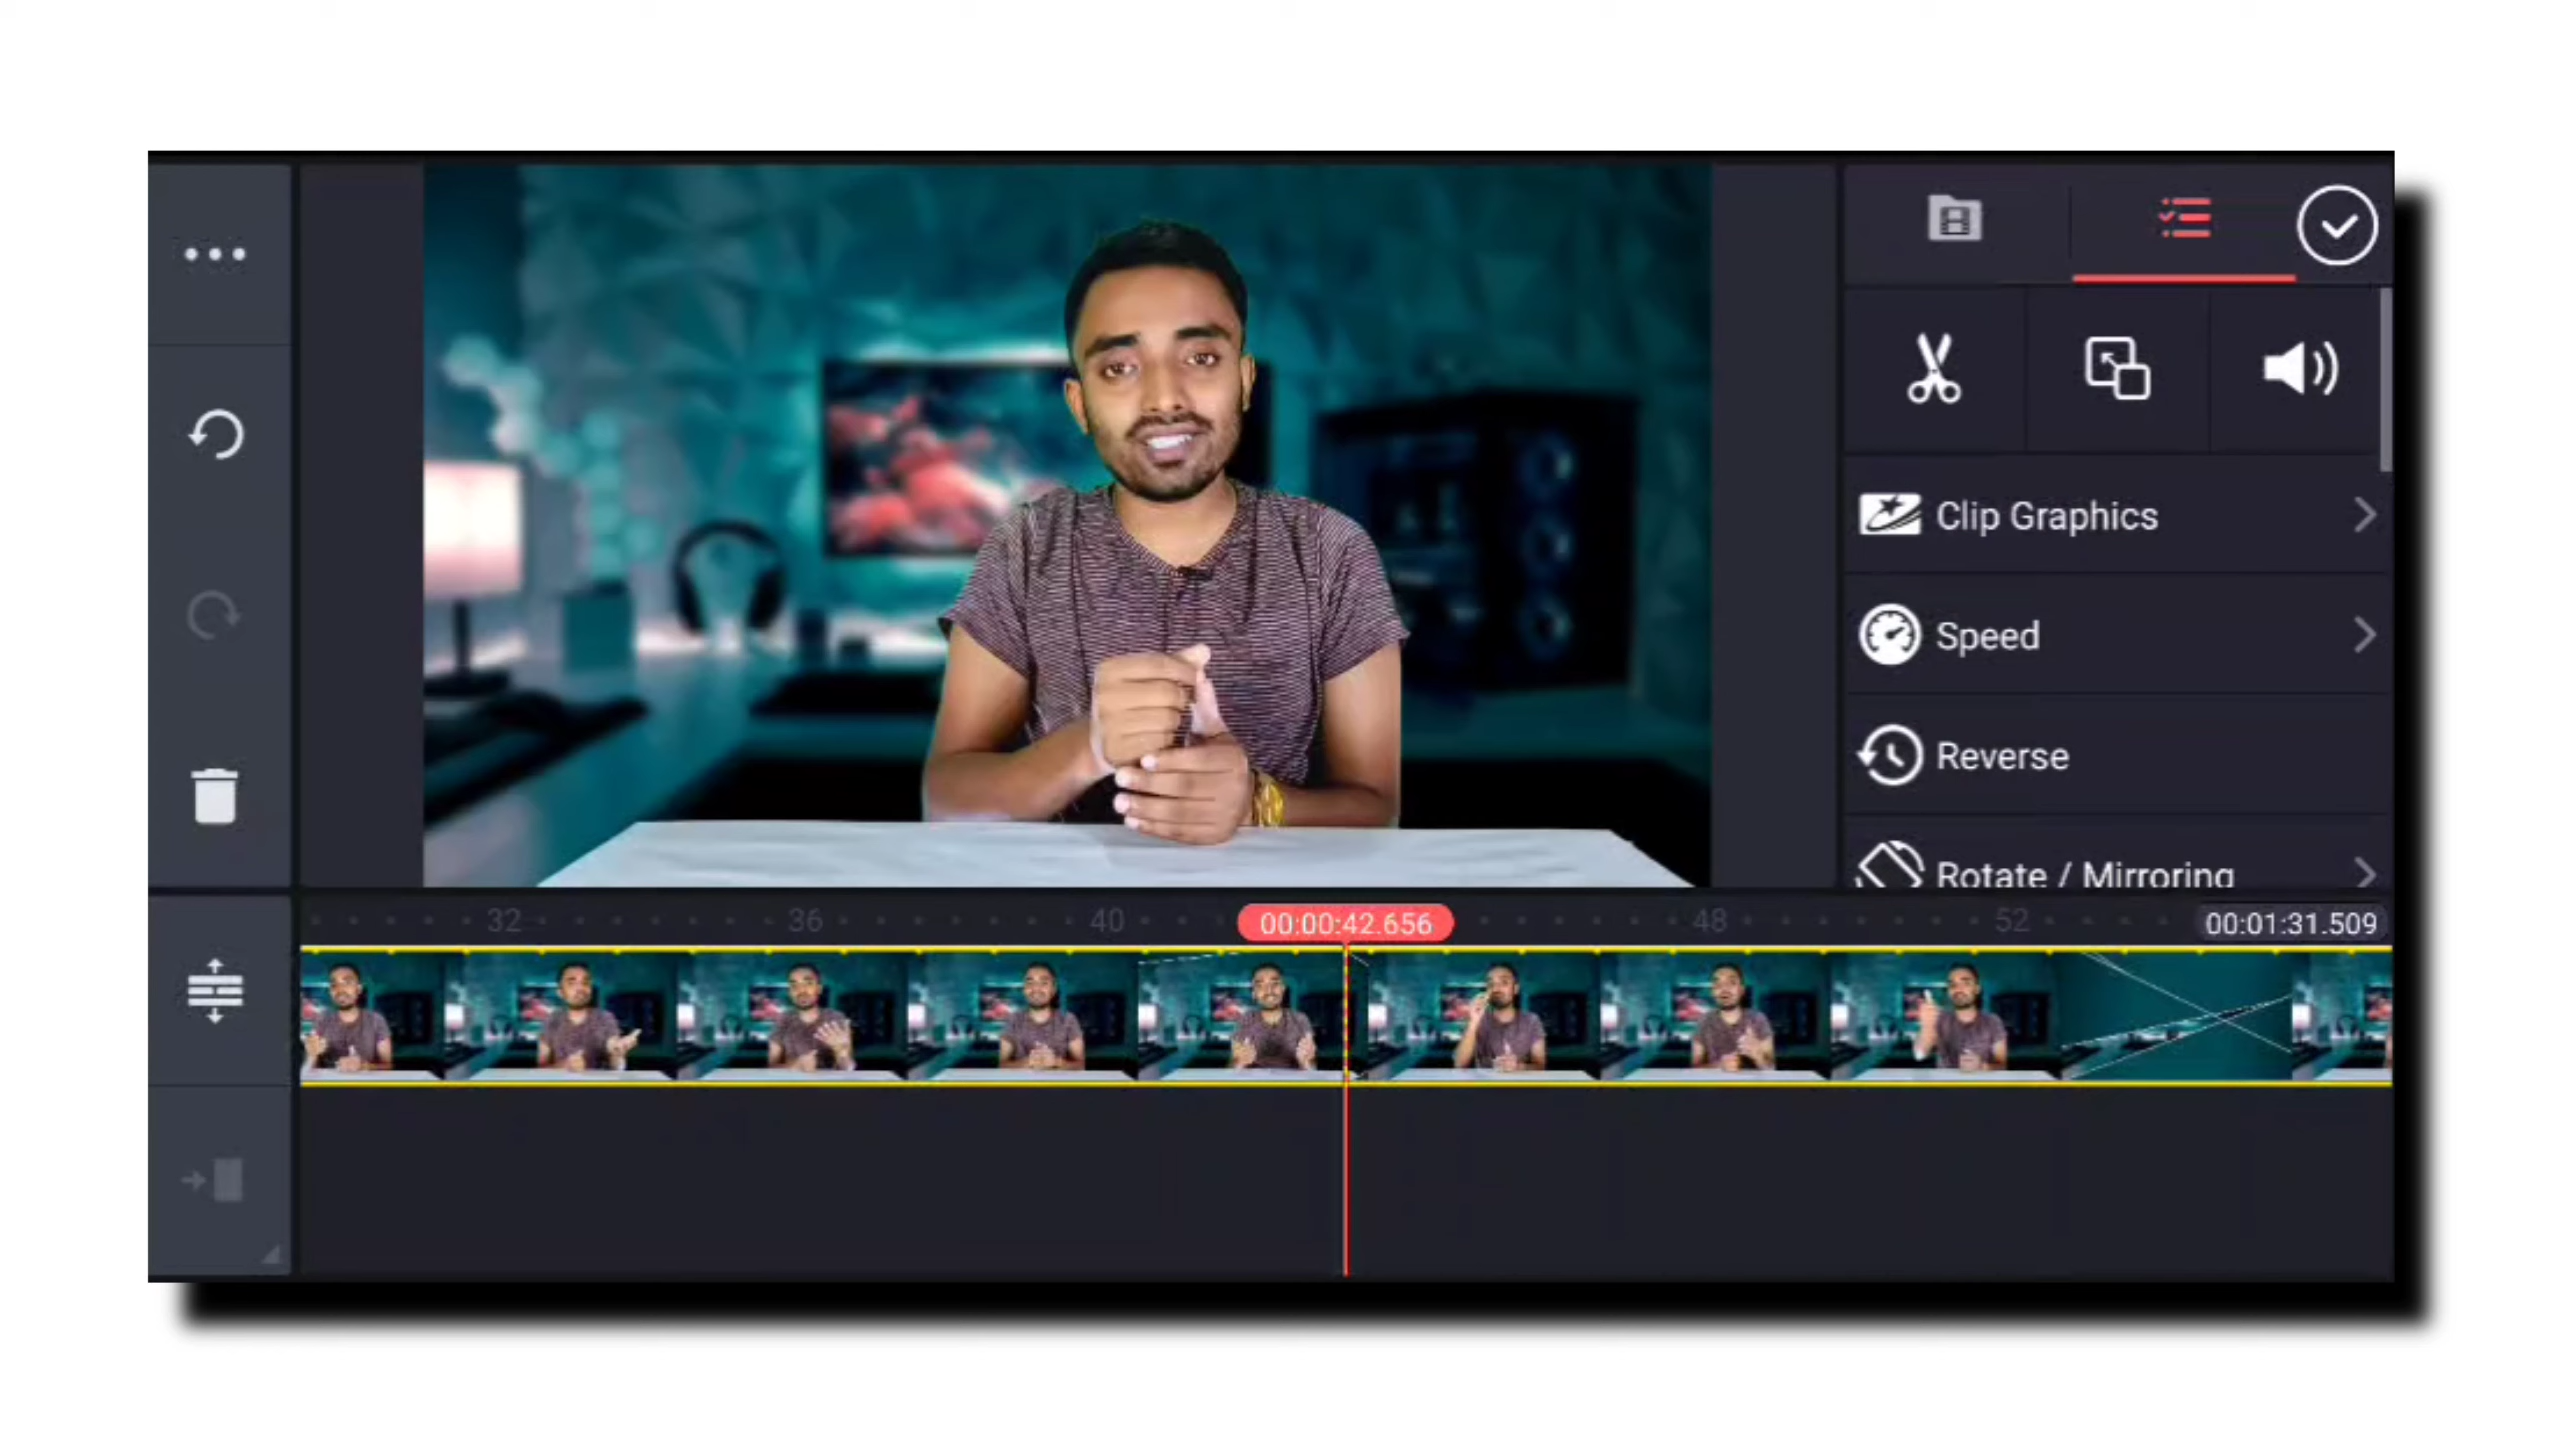 Clip Graphics
Speed
Reverse
Rotate / Mirroring
32 36 40 00:00:42.656 48 52 00:01:31.509